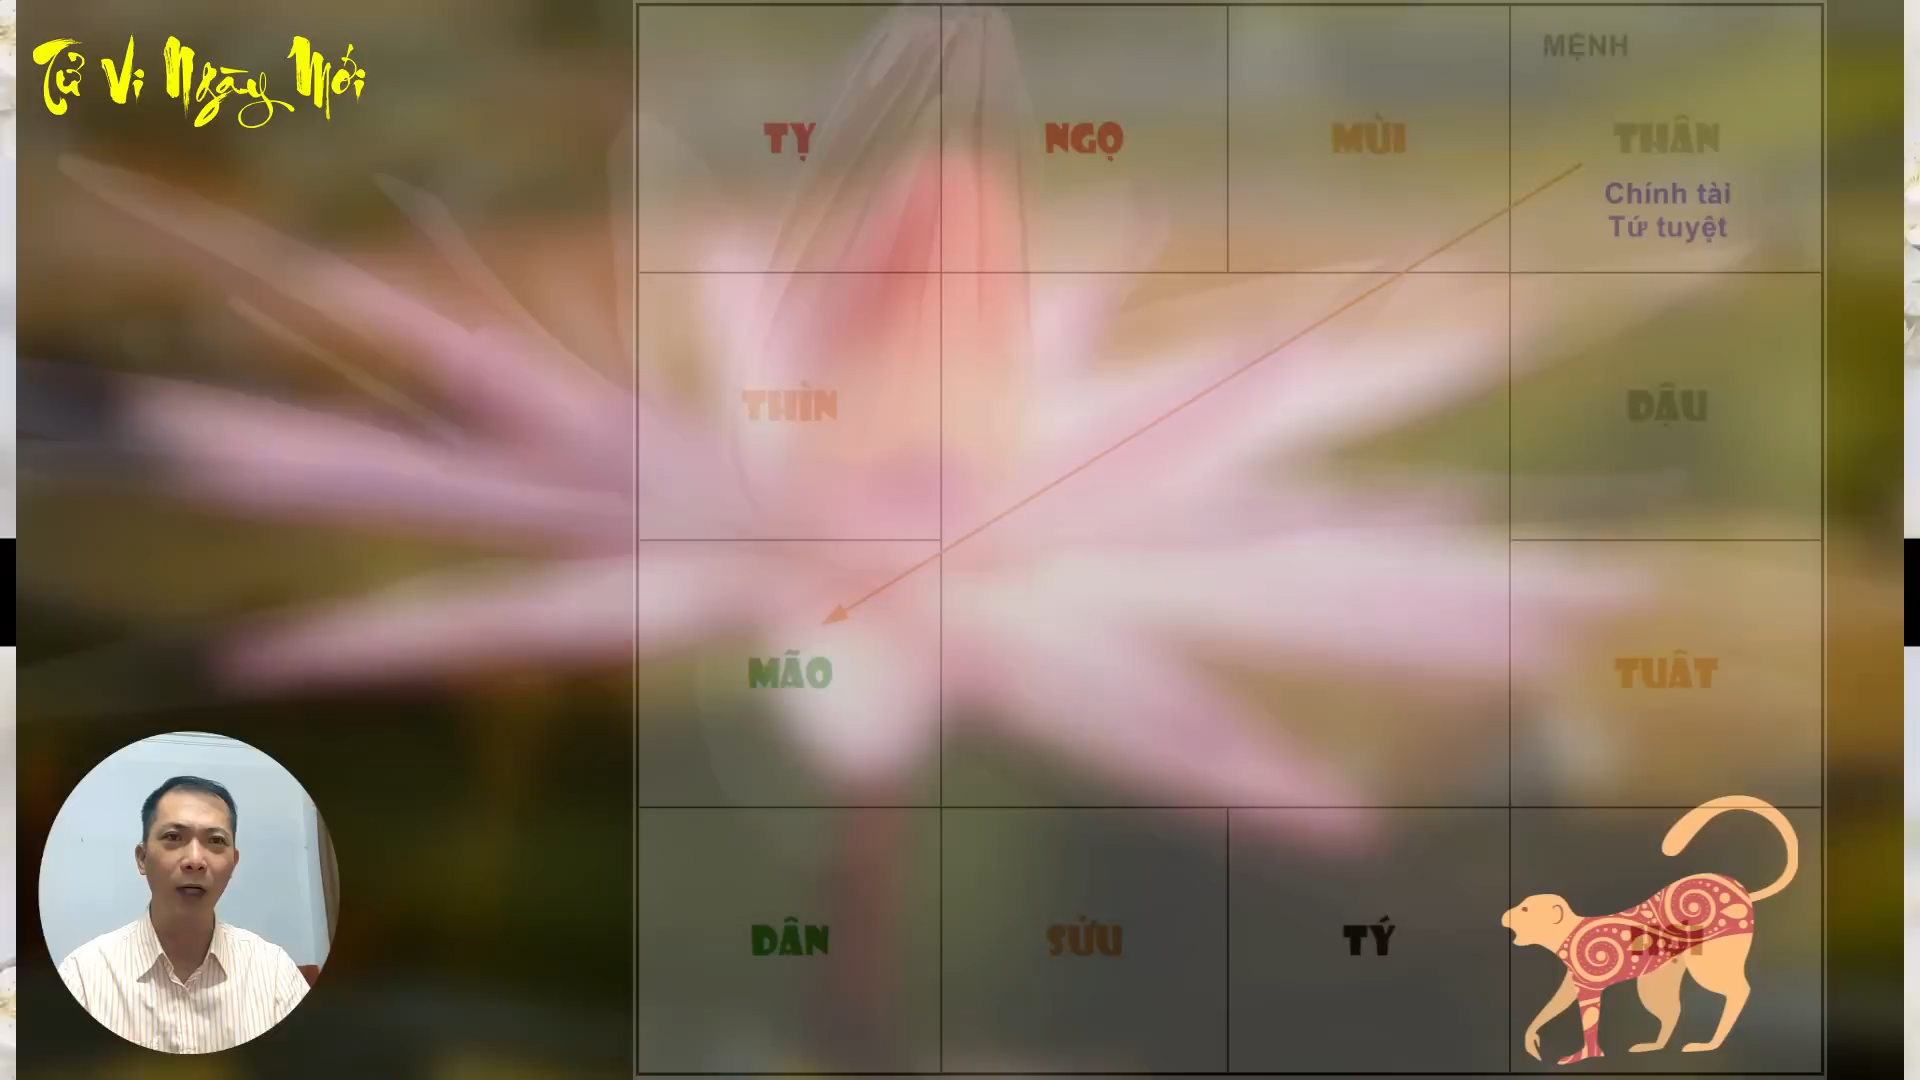 Tử Vi Ngày Mới
MỆNH
TỴ
NGỌ
MÙI
THÂN
Chính tài
Tứ tuyệt
THÌN
DẬU
MÃO
TUẤT
DẦN
SỬU
TÝ